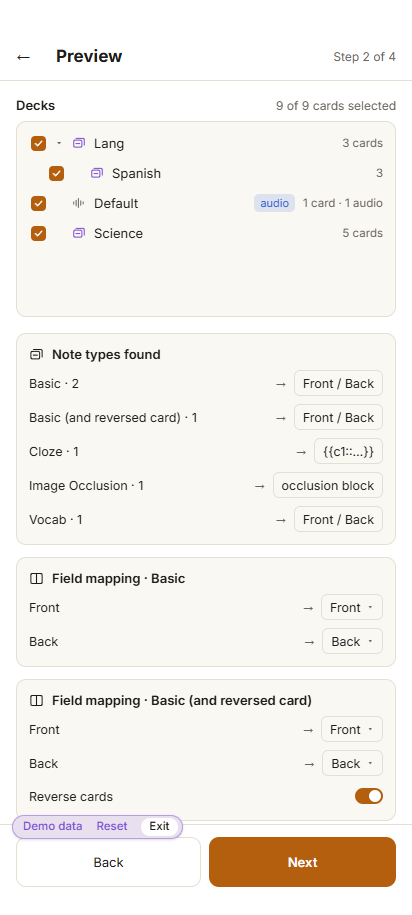 ← Preview Step 2 of 4
Decks 9 of 9 cards selected
Lang 3 cards
Spanish 3
Default audio 1 card · 1 audio
Science 5 cards
Note types found
Basic · 2 → Front / Back
Basic (and reversed card) · 1 → Front / Back
Cloze · 1 → {{c1::…}}
Image Occlusion · 1 → occlusion block
Vocab · 1 → Front / Back
Field mapping · Basic
Front → Front
Back → Back
Field mapping · Basic (and reversed card)
Front → Front
Back → Back
Reverse cards
Demo data Reset Exit
Back Next